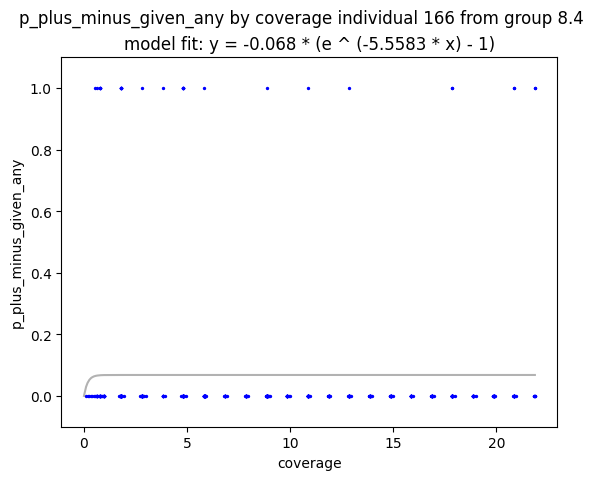 p_plus_minus_given_any by coverage individual 166 from group 8.4
model fit: y = -0.068 * (e ^ (-5.5583 * x) - 1)
1.0
0.8
0.6
0.4
0.2
0.0
p_plus_minus_given_any
0 5 10 15 20
coverage